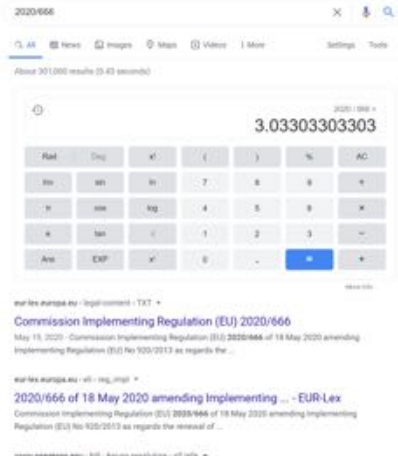 2020/666
All News Images Maps Videos More Settings Tools
About 301,000 results (0.43 seconds)
2020 / 666 =
3.03303303303
Rad Deg x! ( ) % AC
Inv sin ln 7 8 9 ÷
π cos log 4 5 6 ×
e tan √ 1 2 3 −
Ans EXP 0 . = +
More info
eur-lex.europa.eu › legal-content › TXT
Commission Implementing Regulation (EU) 2020/666
May 19, 2020 - Commission Implementing Regulation (EU) 2020/666 of 18 May 2020 amending
Implementing Regulation (EU) No 920/2013 as regards the ...
eur-lex.europa.eu › eli › reg_impl
2020/666 of 18 May 2020 amending Implementing ... - EUR-Lex
Commission Implementing Regulation (EU) 2020/666 of 18 May 2020 amending Implementing
Regulation (EU) No 920/2013 as regards the renewal of ...